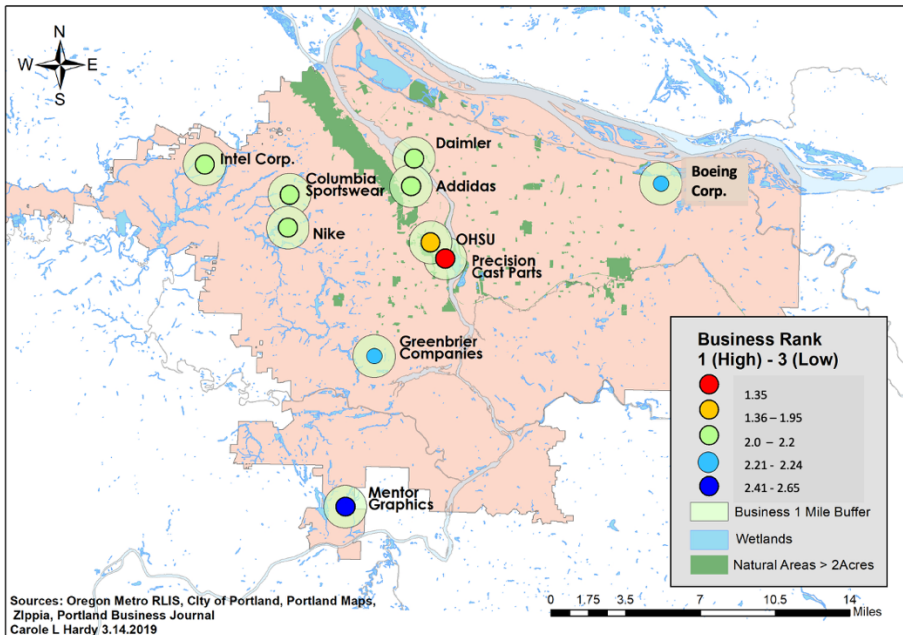 N
W E
S
Intel Corp.
Columbia
Sportswear
Nike
Daimler
Addidas
OHSU
Precision
Cast Parts
Boeing
Corp.
Greenbrier
Companies
Mentor
Graphics
Business Rank
1 (High) - 3 (Low)
1.35
1.36 – 1.95
2.0 – 2.2
2.21 - 2.24
2.41 - 2.65
Business 1 Mile Buffer
Wetlands
Natural Areas > 2Acres
Sources: Oregon Metro RLIS, City of Portland, Portland Maps,
ZIppia, Portland Business Journal
Carole L Hardy 3.14.2019
0 1.75 3.5 7 10.5 14
Miles